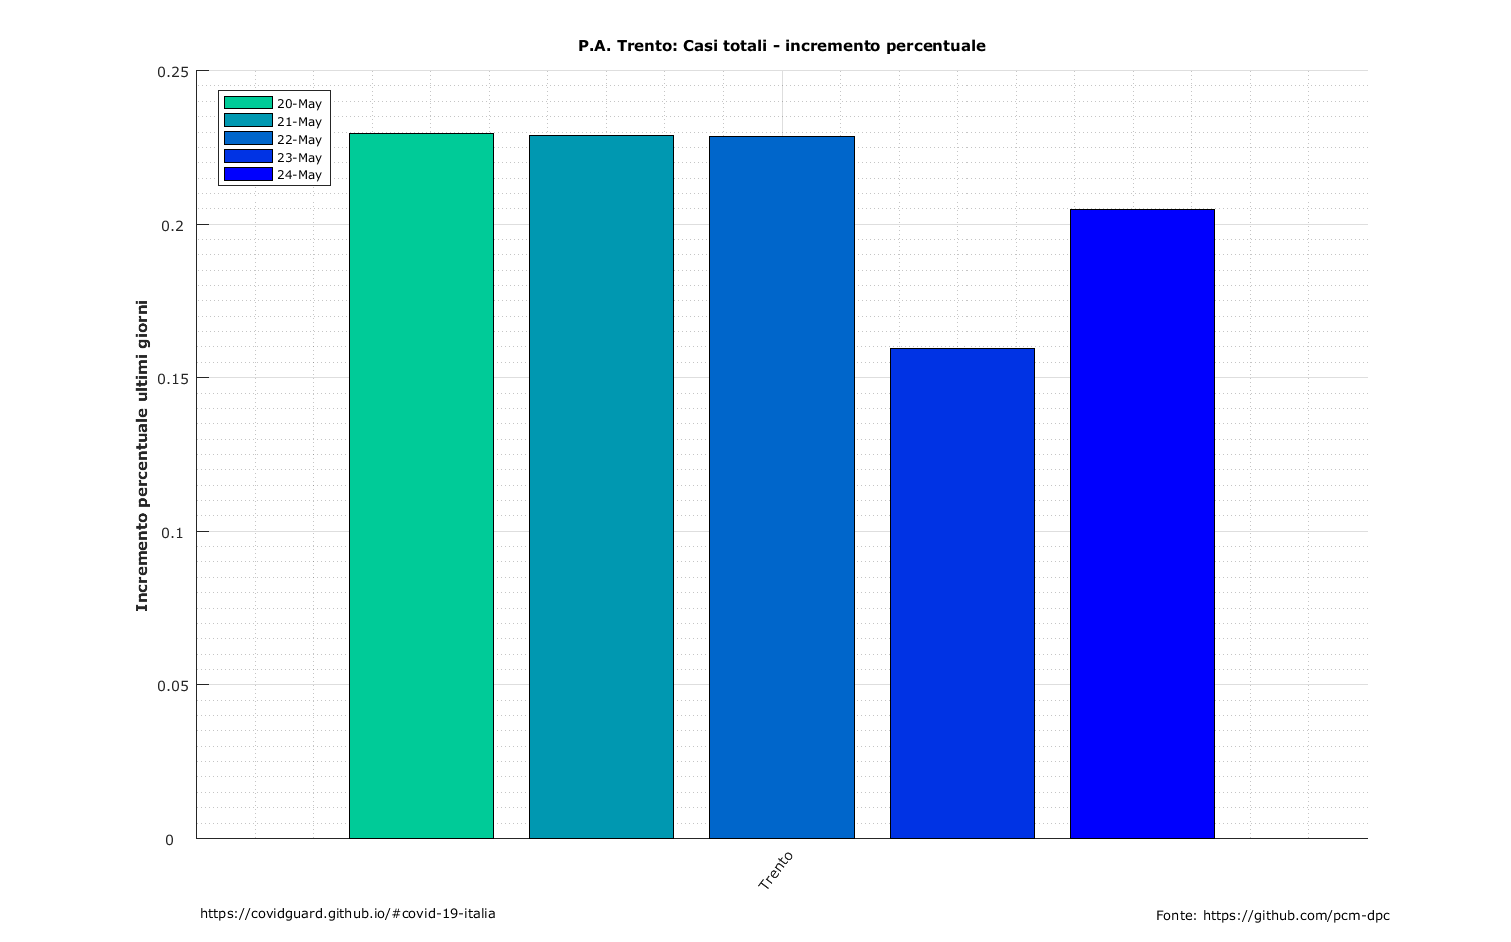 P.A. Trento: Casi totali - incremento percentuale
0.25
0.2
0.15
0.1
0.05
0
Incremento percentuale ultimi giorni
20-May
21-May
22-May
23-May
24-May
Trento
https://covidguard.github.io/#covid-19-italia
Fonte: https://github.com/pcm-dpc